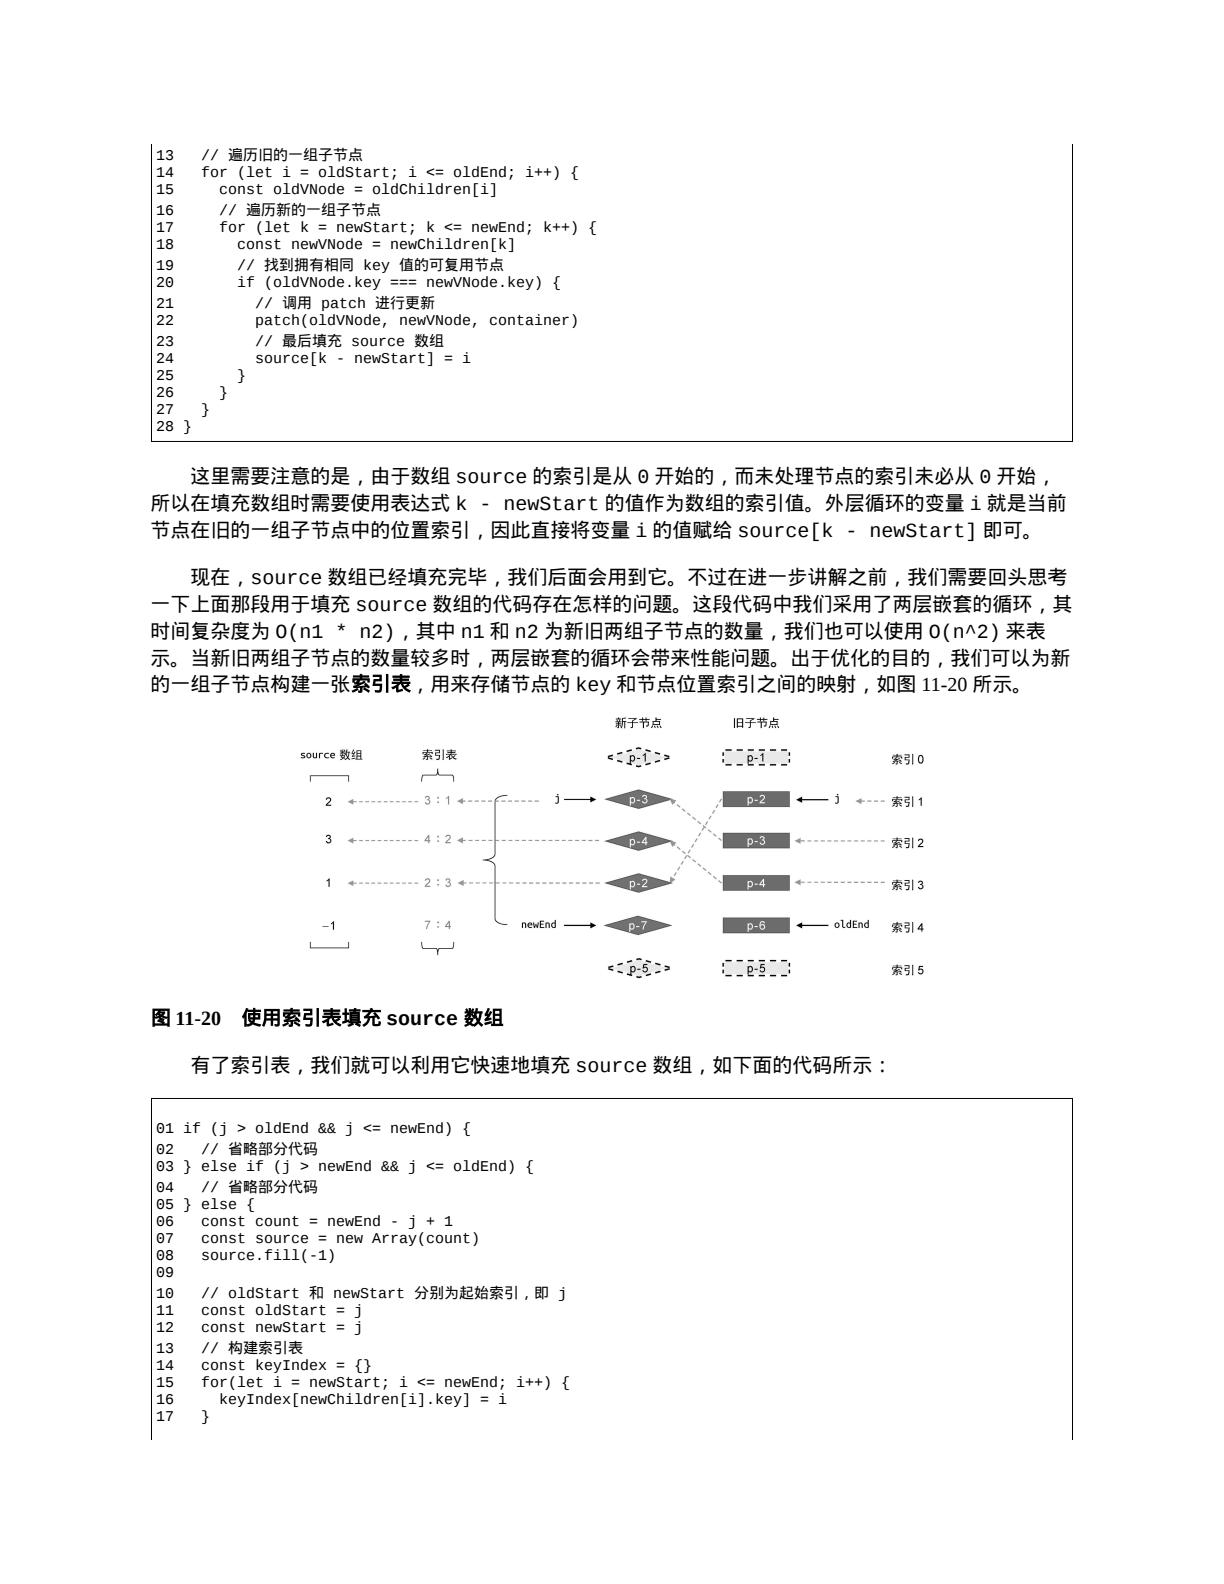 13   // 遍历旧的一组子节点
14   for (let i = oldStart; i <= oldEnd; i++) {
15     const oldVNode = oldChildren[i]
16     // 遍历新的一组子节点
17     for (let k = newStart; k <= newEnd; k++) {
18       const newVNode = newChildren[k]
19       // 找到拥有相同 key 值的可复用节点
20       if (oldVNode.key === newVNode.key) {
21         // 调用 patch 进行更新
22         patch(oldVNode, newVNode, container)
23         // 最后填充 source 数组
24         source[k - newStart] = i
25       }
26     }
27   }
28 }
这里需要注意的是，由于数组 source 的索引是从 0 开始的，而未处理节点的索引未必从 0 开始，
所以在填充数组时需要使用表达式 k - newStart 的值作为数组的索引值。外层循环的变量 i 就是当前
节点在旧的一组子节点中的位置索引，因此直接将变量 i 的值赋给 source[k - newStart] 即可。
现在，source 数组已经填充完毕，我们后面会用到它。不过在进一步讲解之前，我们需要回头思考
一下上面那段用于填充 source 数组的代码存在怎样的问题。这段代码中我们采用了两层嵌套的循环，其
时间复杂度为 O(n1 * n2)，其中 n1 和 n2 为新旧两组子节点的数量，我们也可以使用 O(n^2) 来表
示。当新旧两组子节点的数量较多时，两层嵌套的循环会带来性能问题。出于优化的目的，我们可以为新
的一组子节点构建一张索引表，用来存储节点的 key 和节点位置索引之间的映射，如图 11-20 所示。
新子节点 旧子节点
source 数组 索引表 p-1 p-1 索引 0
2 3 : 1 j p-3 p-2 j 索引 1
3 4 : 2 p-4 p-3 索引 2
1 2 : 3 p-2 p-4 索引 3
−1 7 : 4 newEnd p-7 p-6 oldEnd 索引 4
p-5 p-5 索引 5
图 11-20　使用索引表填充 source 数组
有了索引表，我们就可以利用它快速地填充 source 数组，如下面的代码所示：
01 if (j > oldEnd && j <= newEnd) {
02   // 省略部分代码
03 } else if (j > newEnd && j <= oldEnd) {
04   // 省略部分代码
05 } else {
06   const count = newEnd - j + 1
07   const source = new Array(count)
08   source.fill(-1)
09
10   // oldStart 和 newStart 分别为起始索引，即 j
11   const oldStart = j
12   const newStart = j
13   // 构建索引表
14   const keyIndex = {}
15   for(let i = newStart; i <= newEnd; i++) {
16     keyIndex[newChildren[i].key] = i
17   }